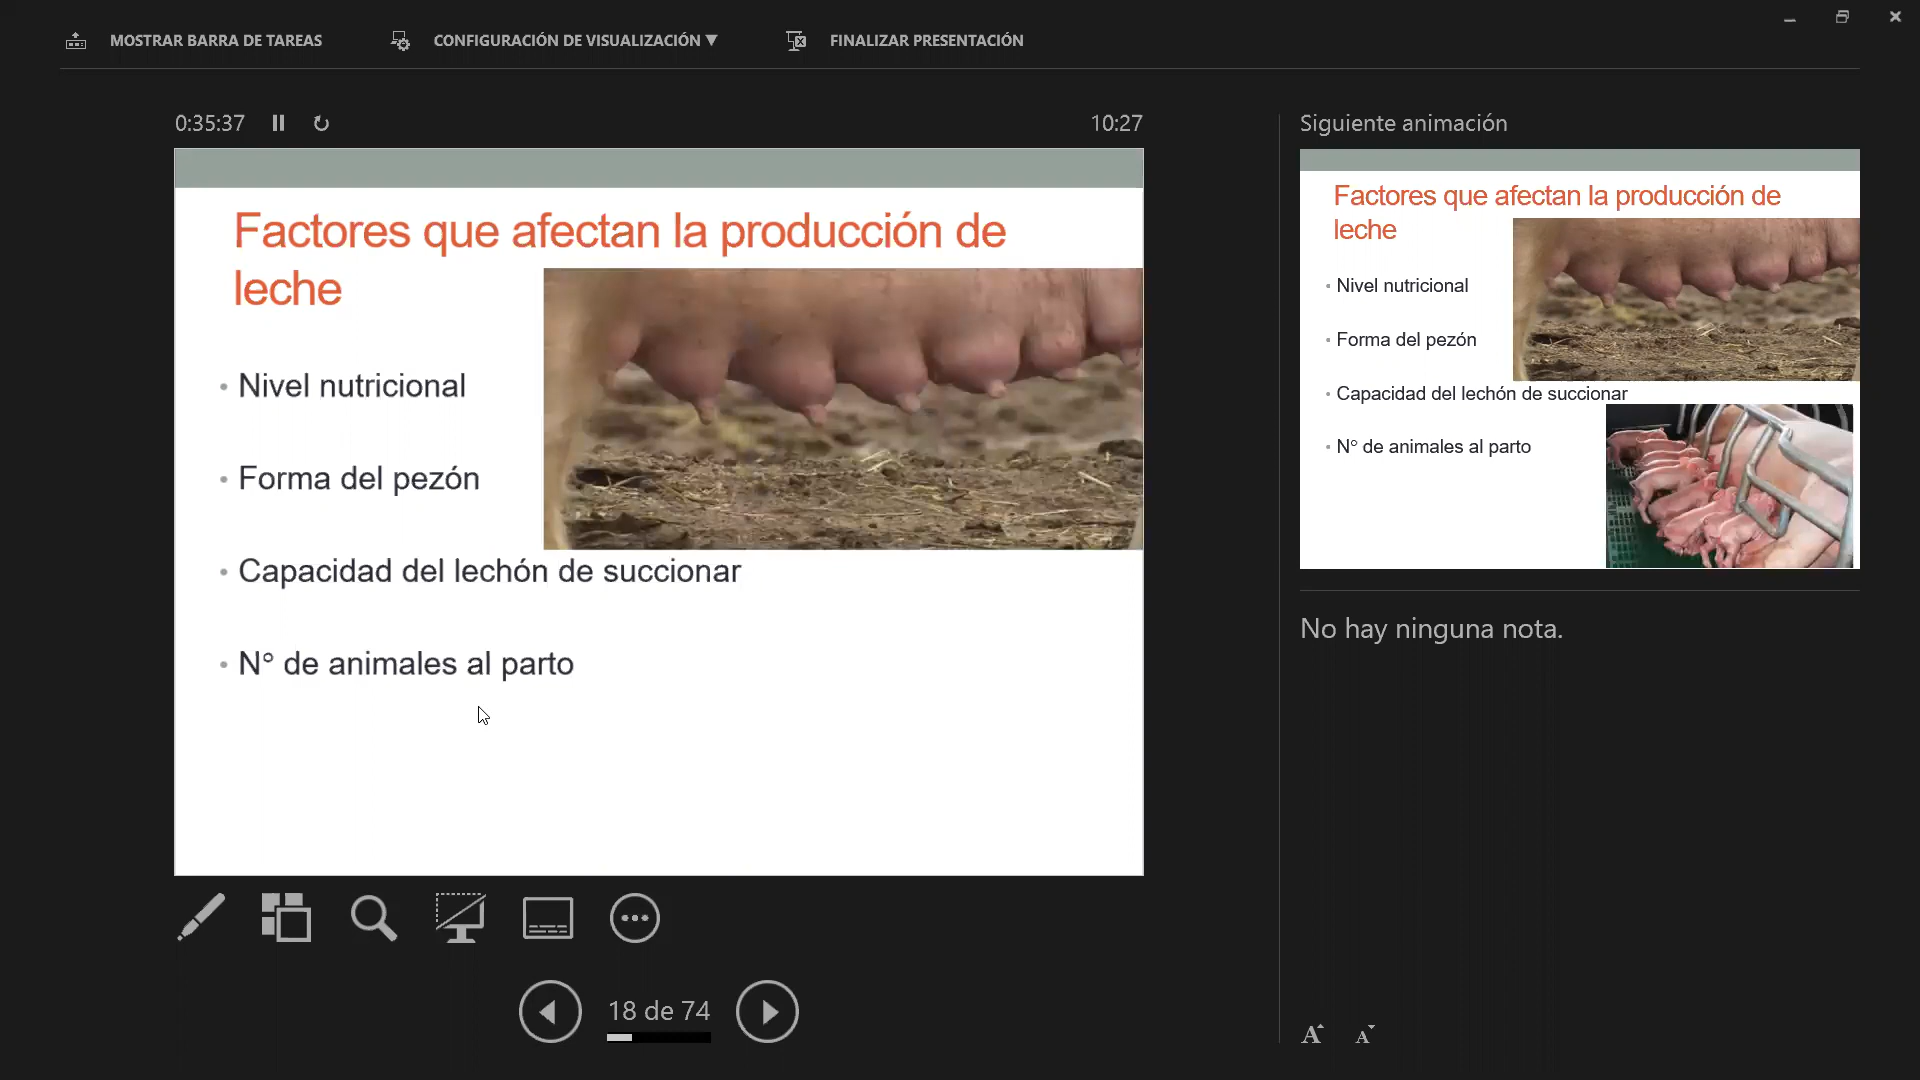 MOSTRAR BARRA DE TAREAS
CONFIGURACIÓN DE VISUALIZACIÓN ▼
FINALIZAR PRESENTACIÓN
0:35:37
10:27
Factores que afectan la producción de
leche
• Nivel nutricional
• Forma del pezón
• Capacidad del lechón de succionar
• N° de animales al parto
18 de 74
Siguiente animación
Factores que afectan la producción de
leche
• Nivel nutricional
• Forma del pezón
• Capacidad del lechón de succionar
• N° de animales al parto
No hay ninguna nota.
A A